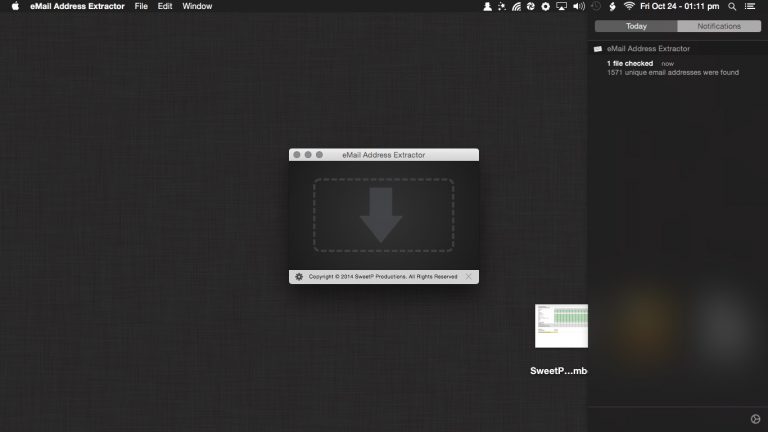 eMail Address Extractor File Edit Window Fri Oct 24 - 01:11 pm
Today Notifications
eMail Address Extractor
1 file checked now
1571 unique email addresses were found
eMail Address Extractor
Copyright © 2014 SweetP Productions. All Rights Reserved
SweetP...mb